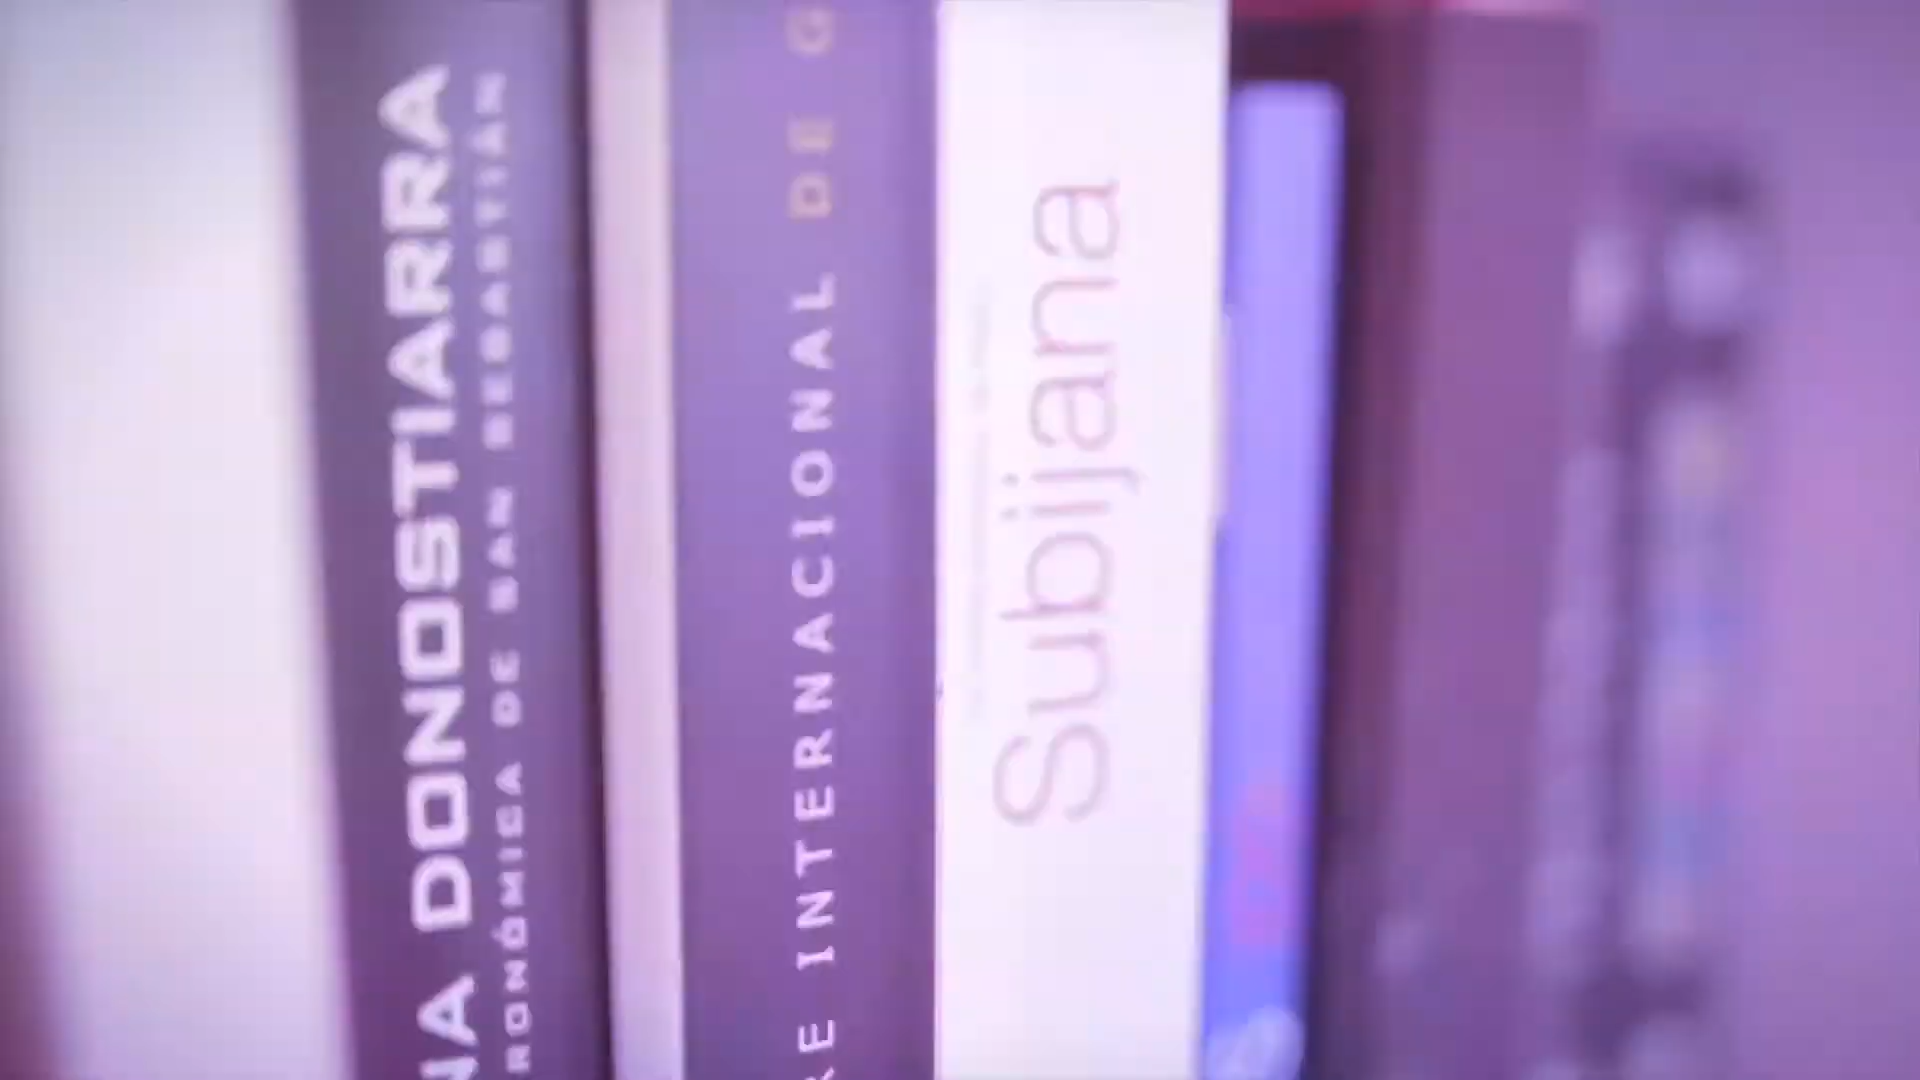 NA DONOSTIARRA
RONÓMICA DE SAN SEBASTIÁN
RE INTERNACIONAL DE G
Subijana